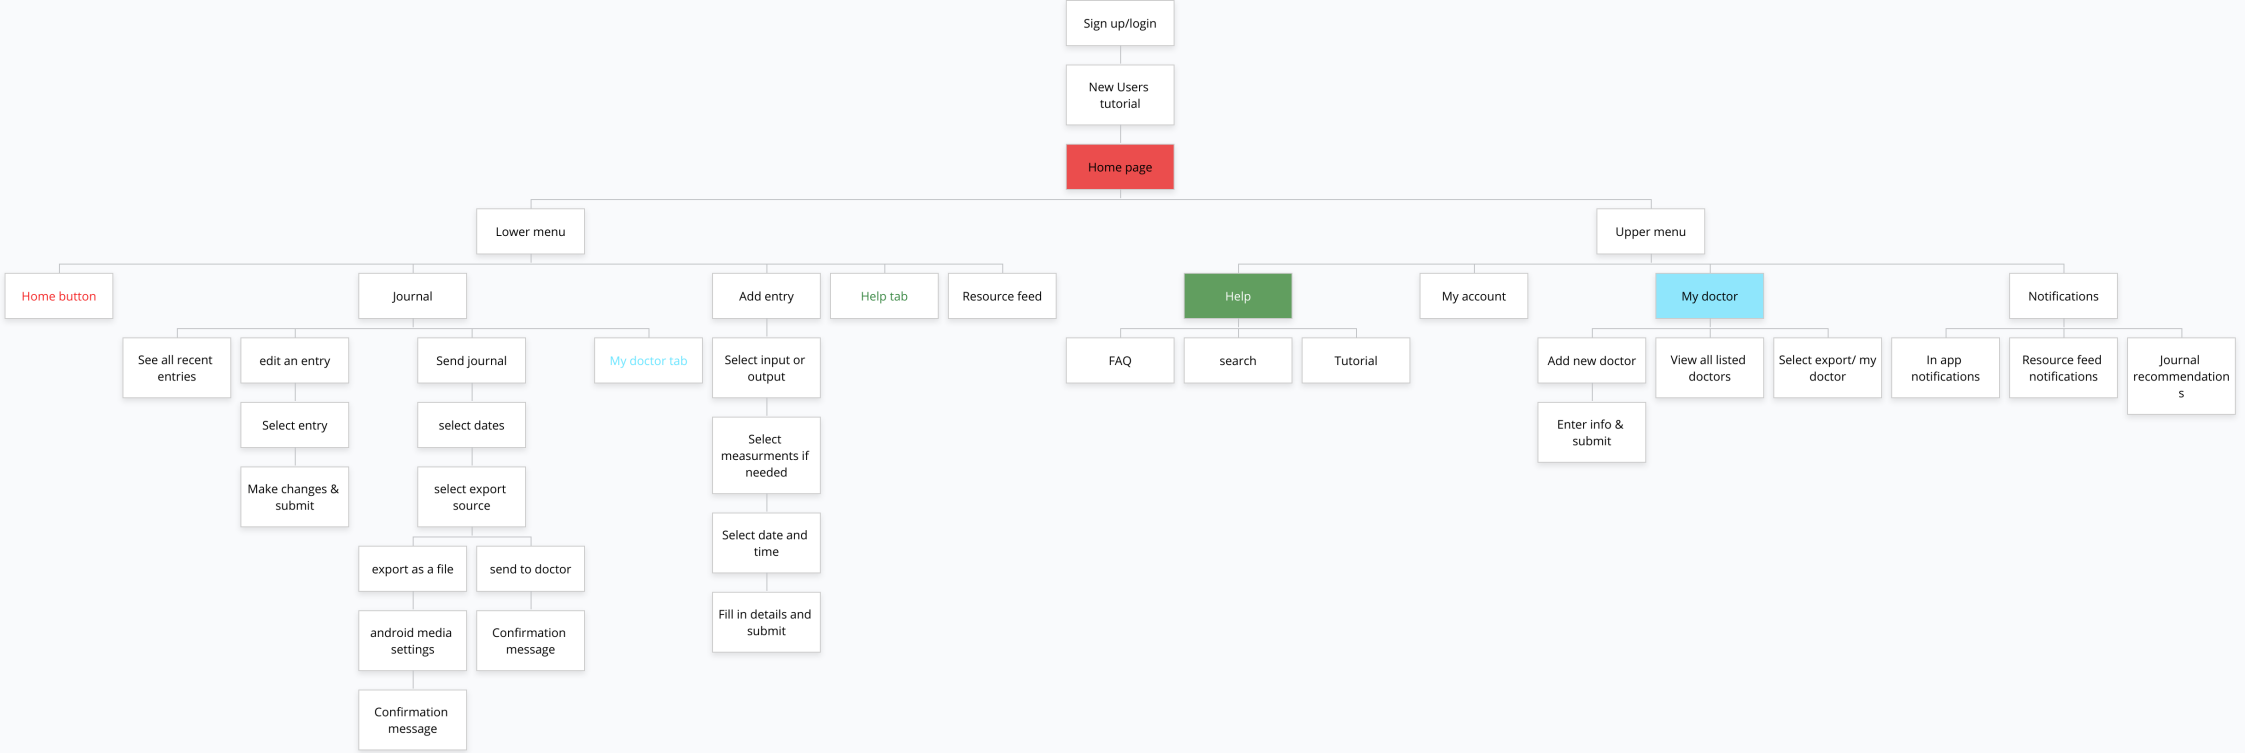 Sign up/login
New Users
tutorial
Home page
Lower menu
Upper menu
Home button
Journal
Add entry
Help tab
Resource feed
Help
My account
My doctor
Notifications
See all recent
entries
edit an entry
Send journal
My doctor tab
Select input or
output
FAQ
search
Tutorial
Add new doctor
View all listed
doctors
Select export/ my
doctor
In app
notifications
Resource feed
notifications
Journal
recommendation
s
Select entry
select dates
Select
measurments if
needed
Enter info &
submit
Make changes &
submit
select export
source
Select date and
time
export as a file
send to doctor
Fill in details and
submit
android media
settings
Confirmation
message
Confirmation
message